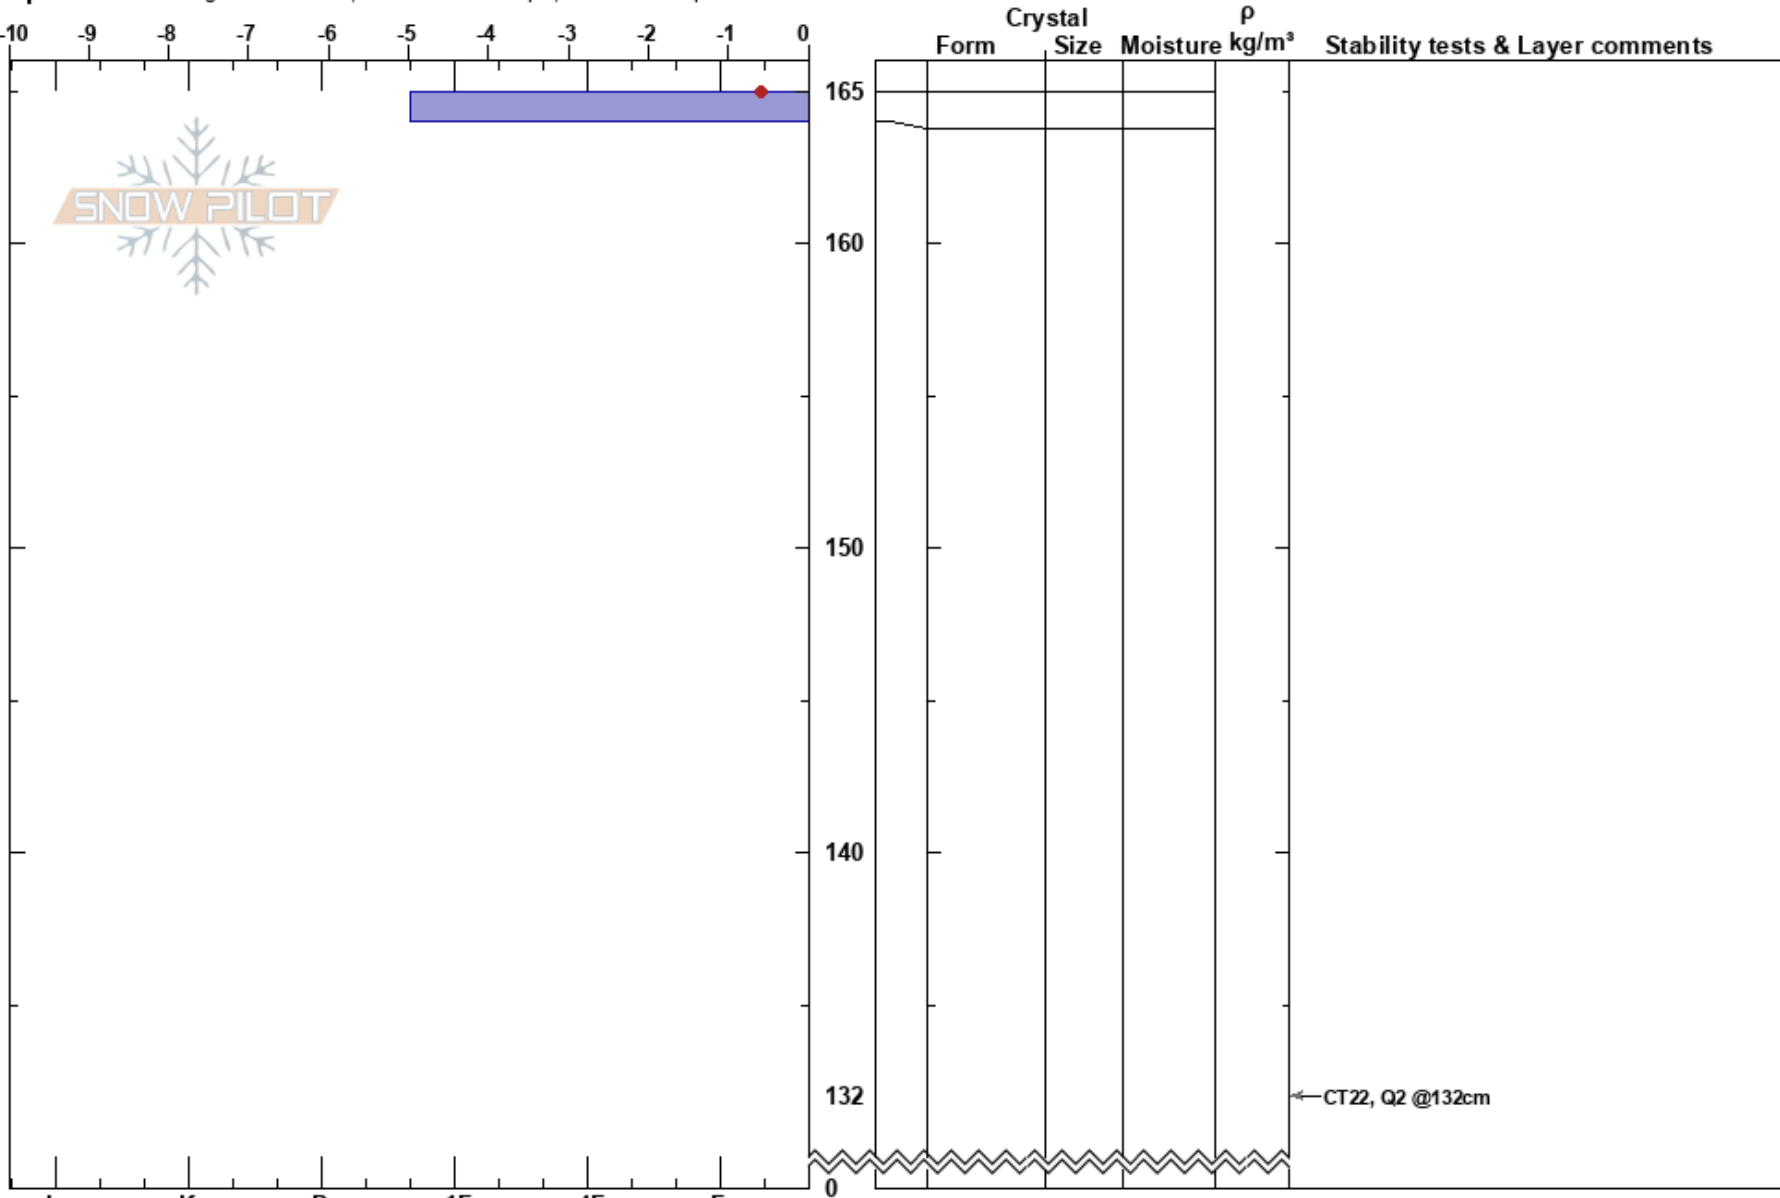 -10 -9 -8 -7 -6 -5 -4 -3 -2 -1 0
Crystal
ρ
Form Size Moisture kg/m³ Stability tests & Layer comments
165
SNOW PILOT
160
150
140
132 CT22, Q2 @132cm
0